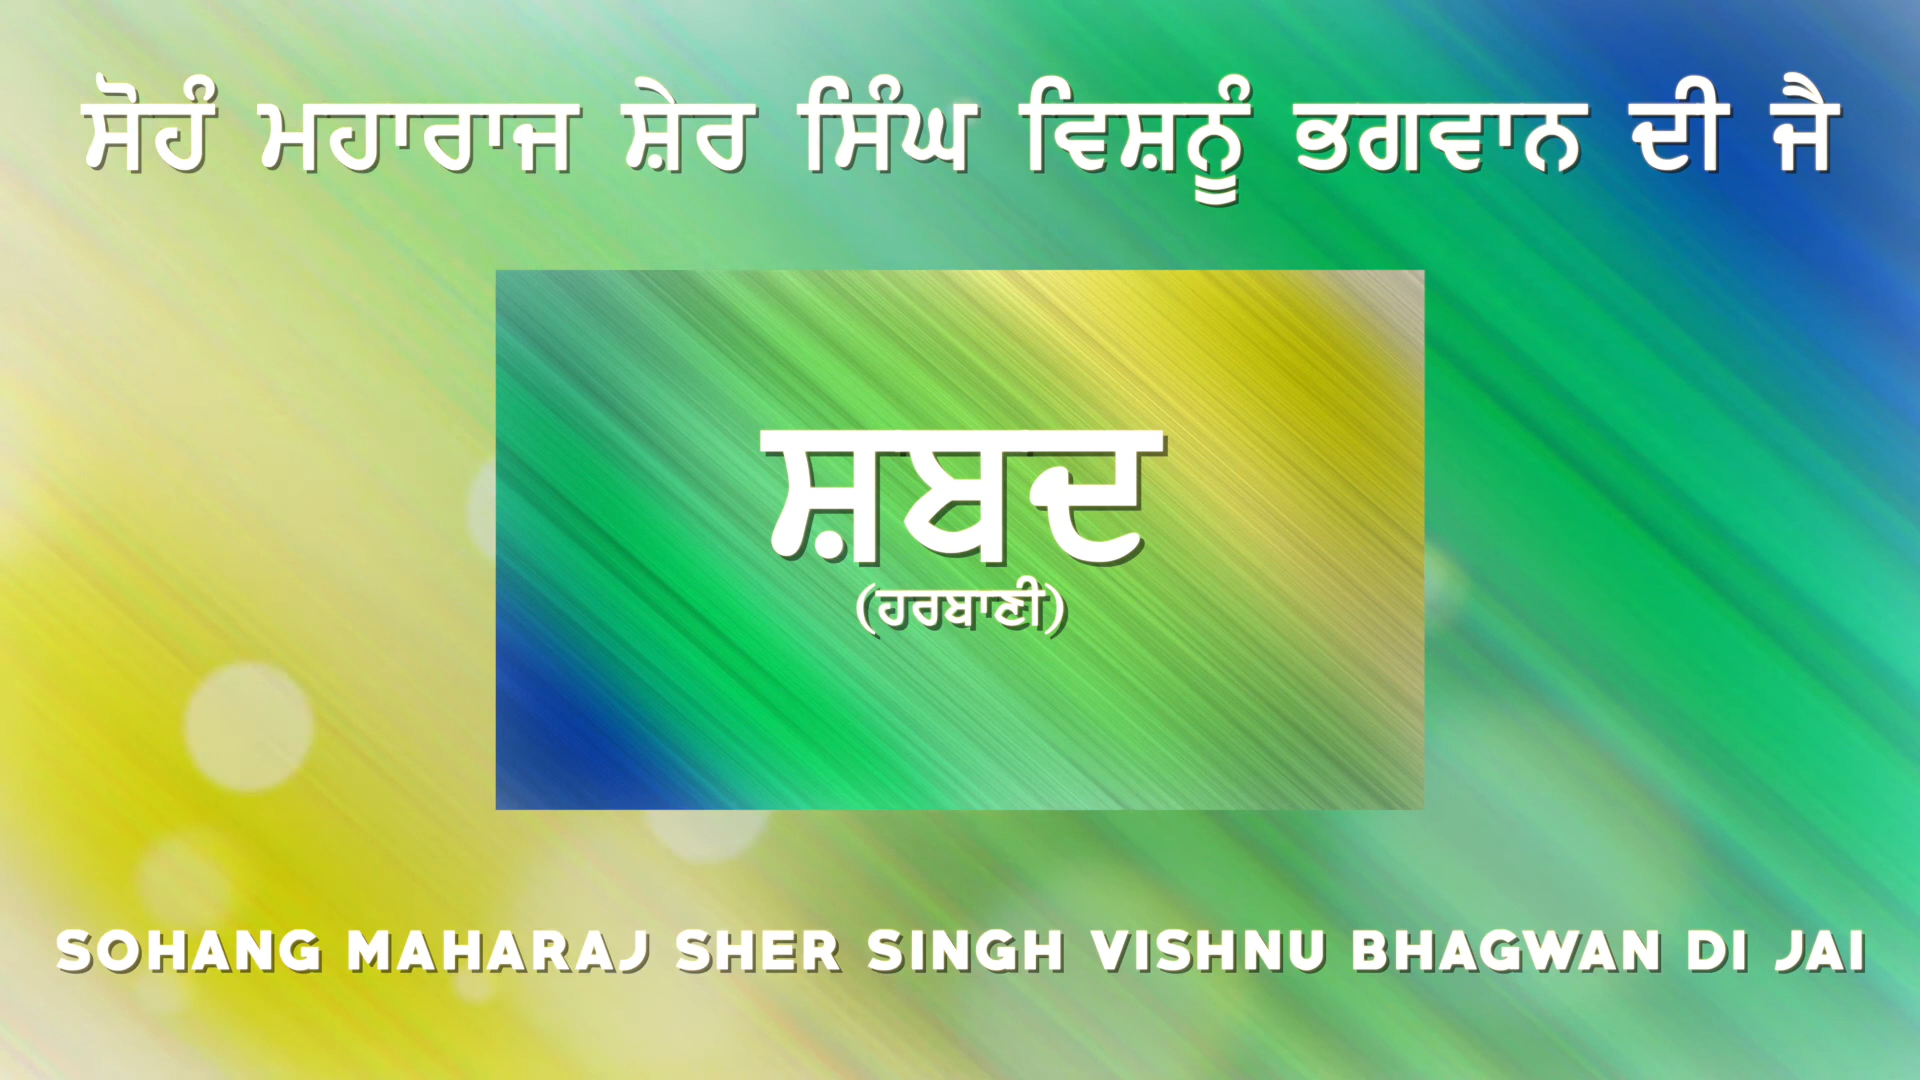 ਸੋਹੰ ਮਹਾਰਾਜ ਸ਼ੇਰ ਸਿੰਘ ਵਿਸ਼ਨੂੰ ਭਗਵਾਨ ਦੀ ਜੈ
ਸ਼ਬਦ
(ਹਰਬਾਣੀ)
SOHANG MAHARAJ SHER SINGH VISHNU BHAGWAN DI JAI